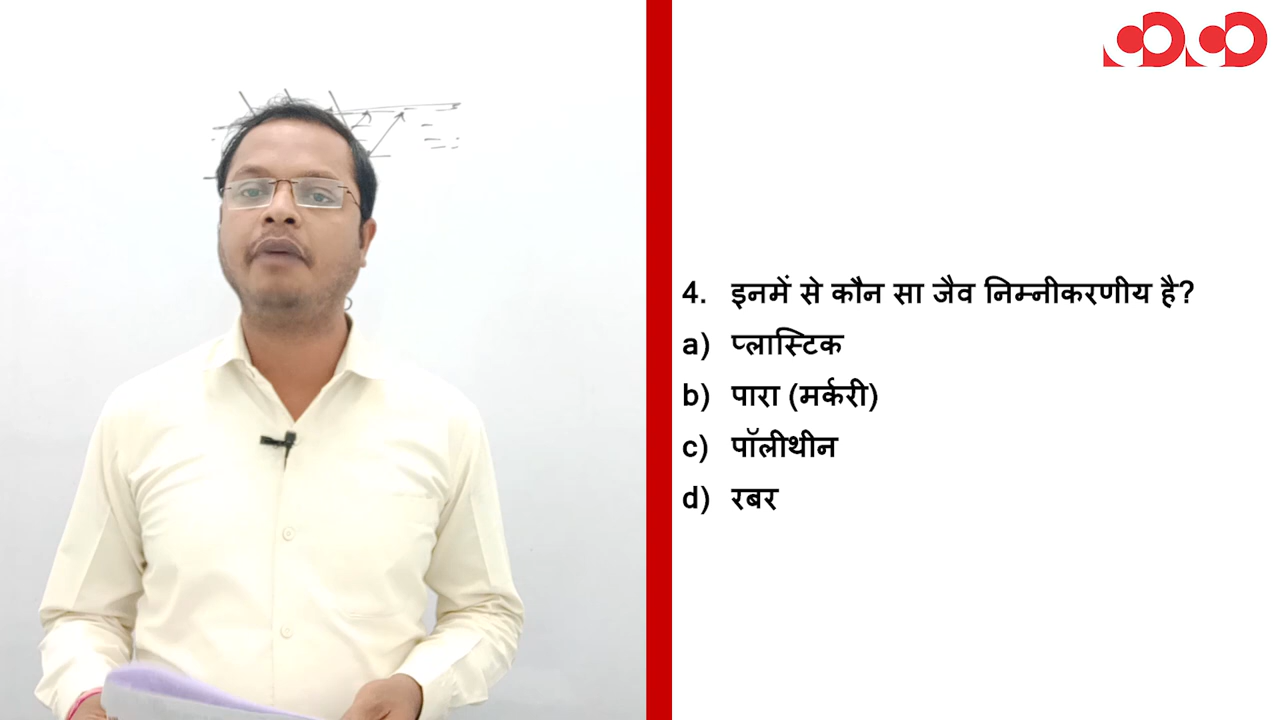 4. इनमें से कौन सा जैव निम्नीकरणीय है?
a) प्लास्टिक
b) पारा (मर्करी)
c) पॉलीथीन
d) रबर